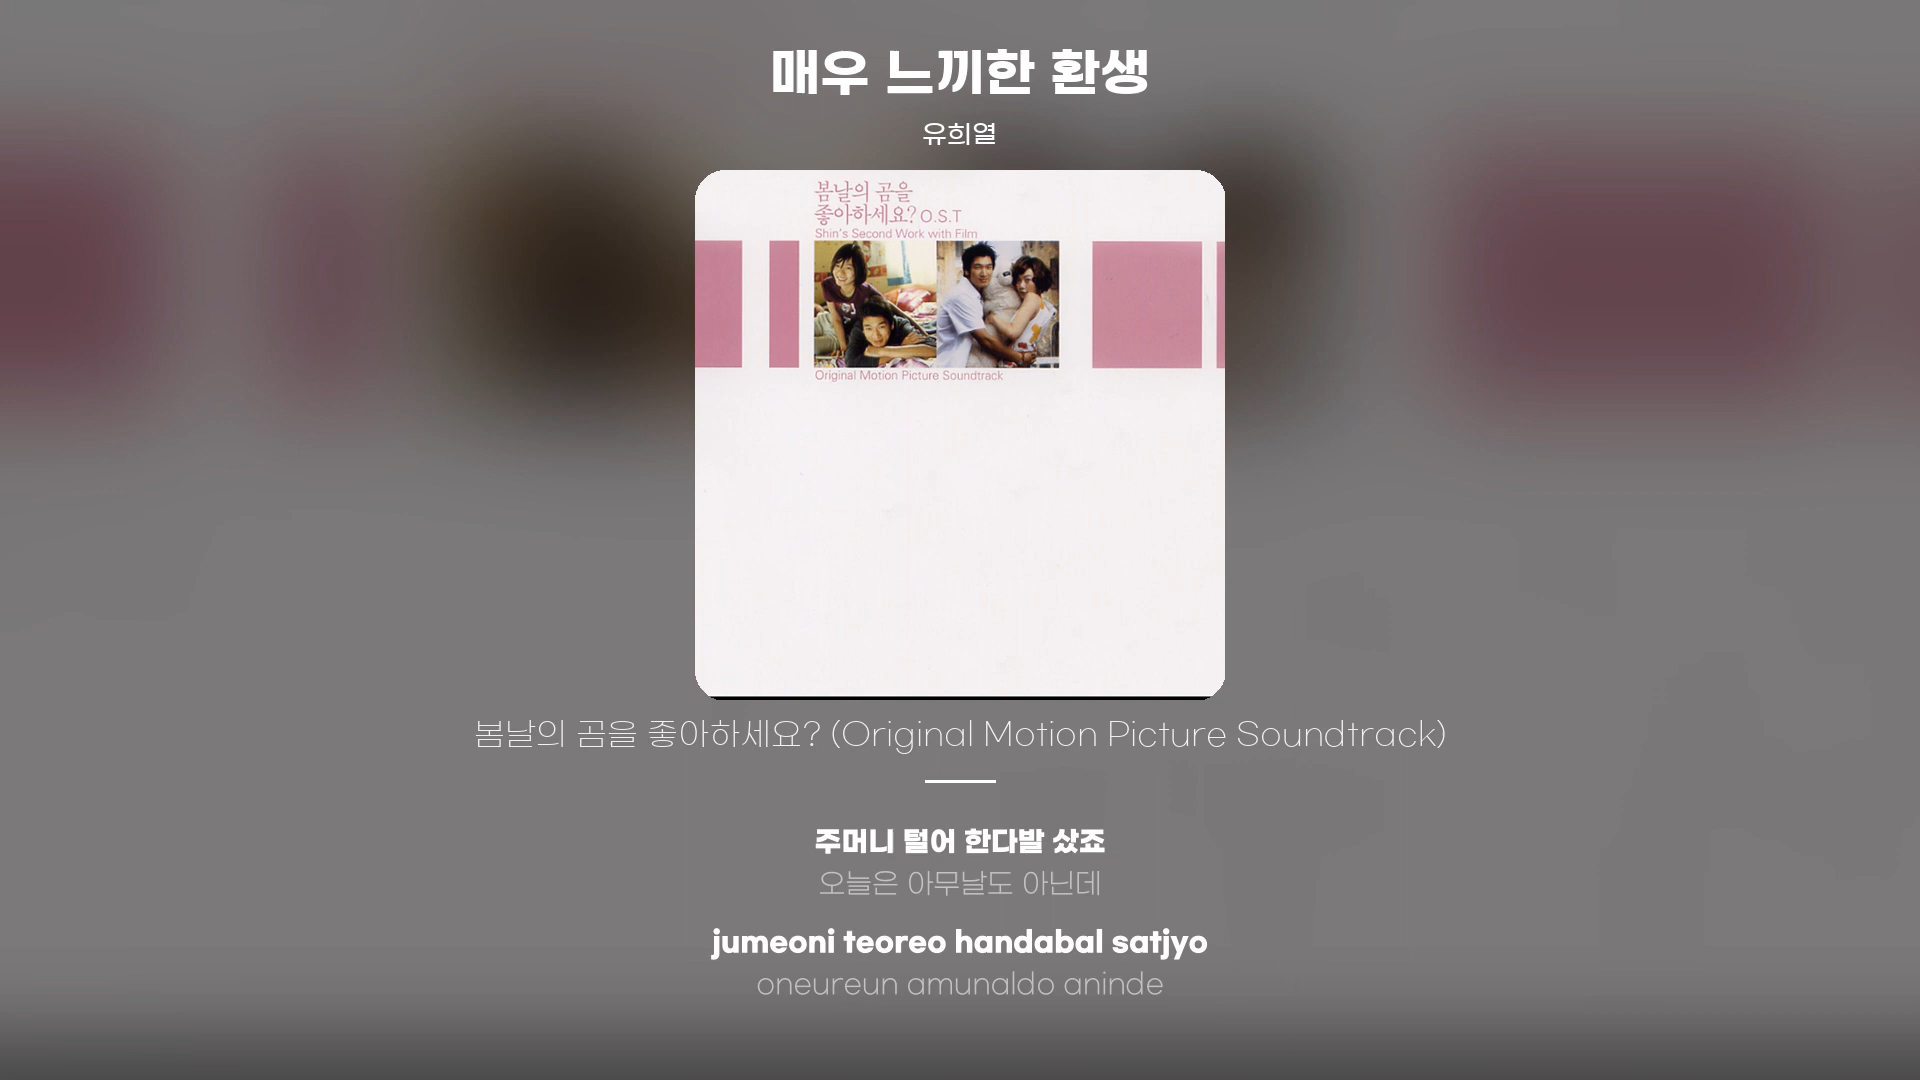 매우 느끼한 환생
유희열
봄날의 곰을
좋아하세요? O.S.T
Shin's Second Work with Film
Original Motion Picture Soundtrack
봄날의 곰을 좋아하세요? (Original Motion Picture Soundtrack)
주머니 털어 한다발 샀죠
오늘은 아무날도 아닌데
jumeoni teoreo handabal satjyo
oneureun amunaldo aninde